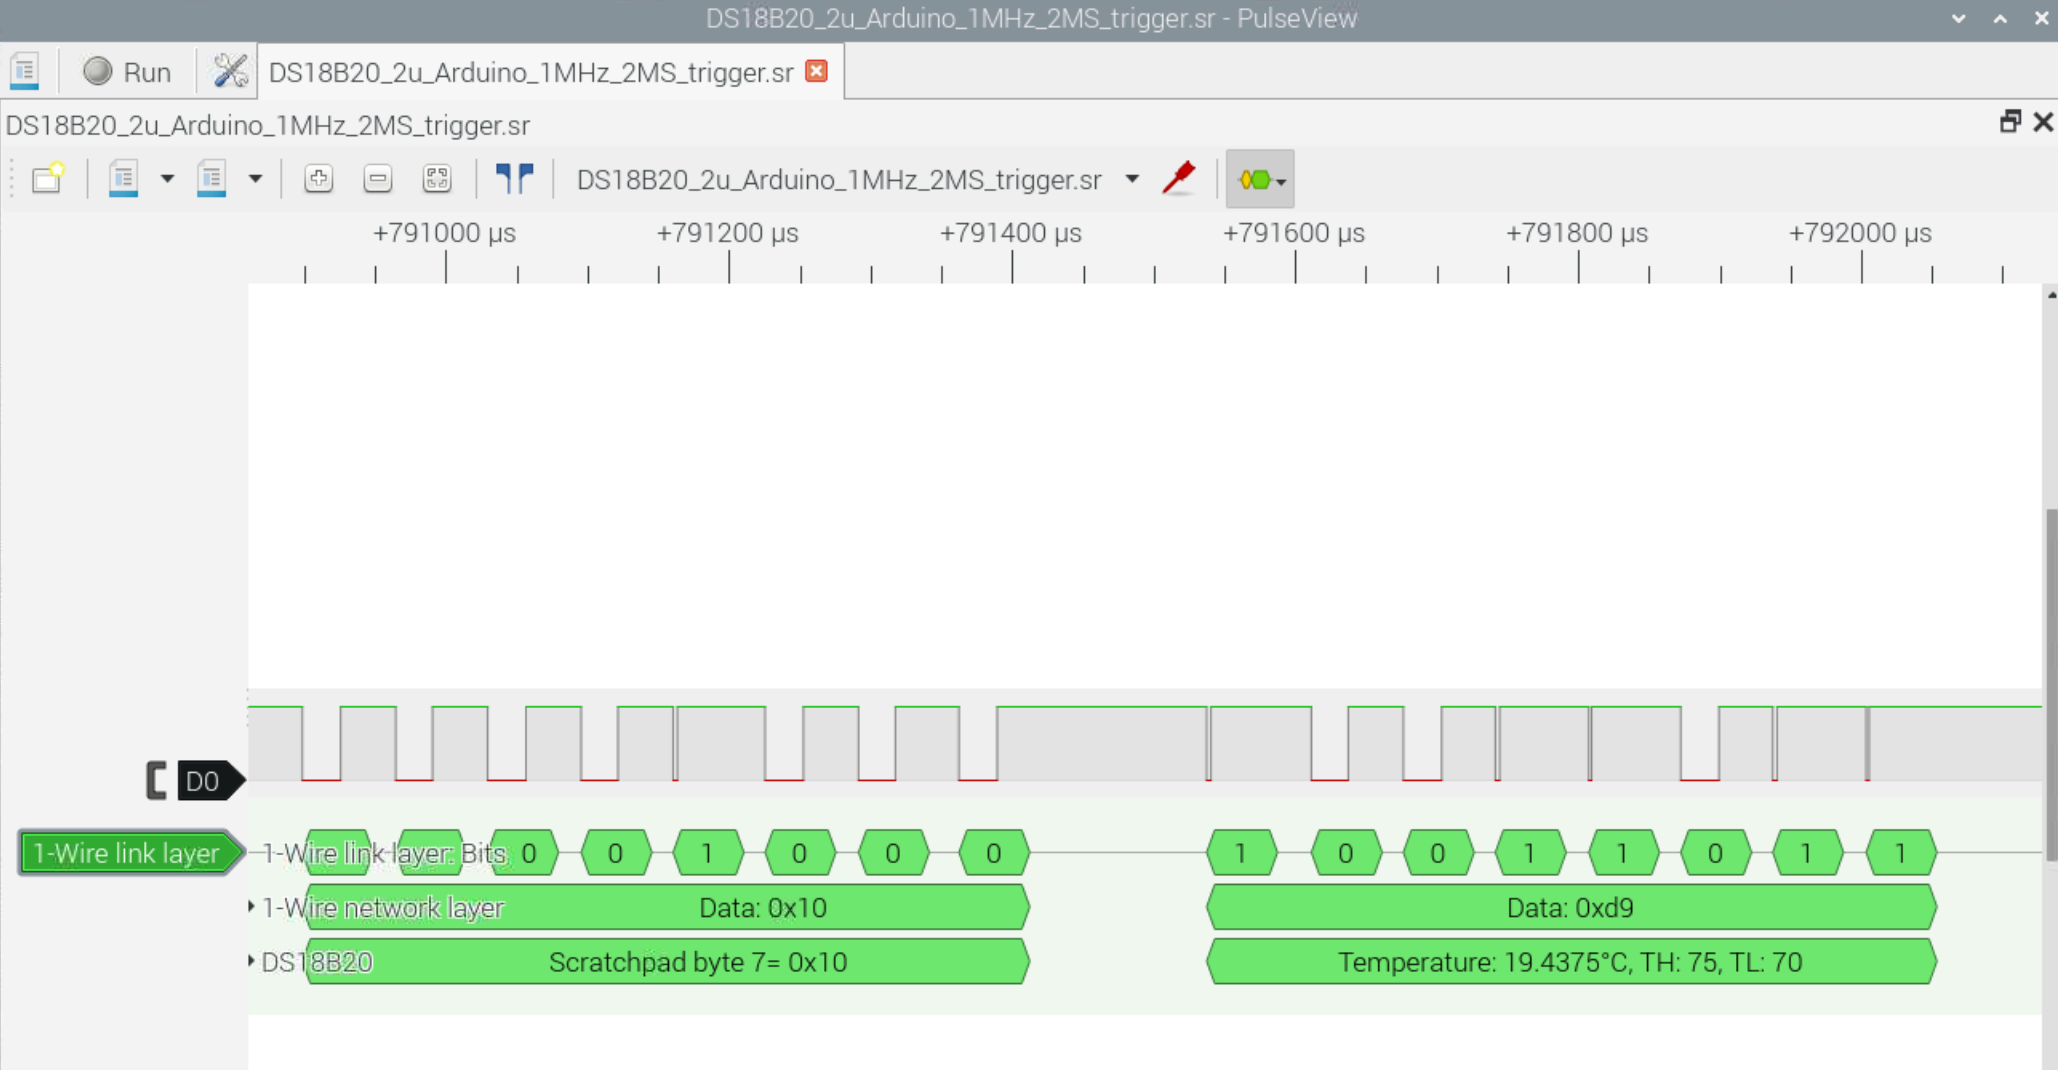 DS18B20_2u_Arduino_1MHz_2MS_trigger.sr - PulseView
Run DS18B20_2u_Arduino_1MHz_2MS_trigger.sr
DS18B20_2u_Arduino_1MHz_2MS_trigger.sr
DS18B20_2u_Arduino_1MHz_2MS_trigger.sr
+791000 µs +791200 µs +791400 µs +791600 µs +791800 µs +792000 µs
D0
1-Wire link layer 1-Wire link layer: Bits 0 0 1 0 0 0 1 0 0 1 1 0 1 1
1-Wire network layer Data: 0x10 Data: 0xd9
DS18B20 Scratchpad byte 7= 0x10 Temperature: 19.4375°C, TH: 75, TL: 70